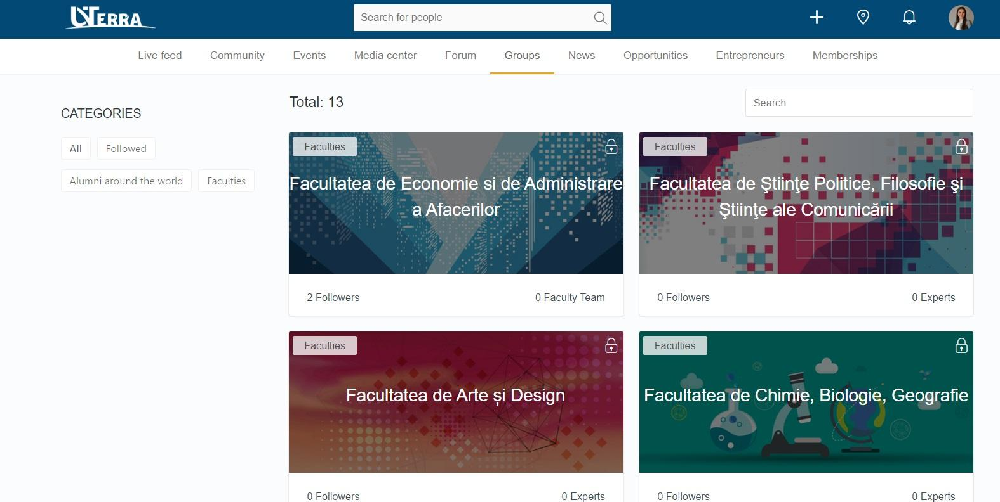 UVTERRA
Search for people
Live feed
Community
Events
Media center
Forum
Groups
News
Opportunities
Entrepreneurs
Memberships
CATEGORIES
All
Followed
Alumni around the world
Faculties
Total: 13
Search
Faculties
Facultatea de Economie si de Administrare
a Afacerilor
2 Followers
0 Faculty Team
Faculties
Facultatea de Ştiinţe Politice, Filosofie şi
Ştiinţe ale Comunicării
0 Followers
0 Experts
Faculties
Facultatea de Arte și Design
0 Followers
0 Experts
Faculties
Facultatea de Chimie, Biologie, Geografie
0 Followers
0 Experts